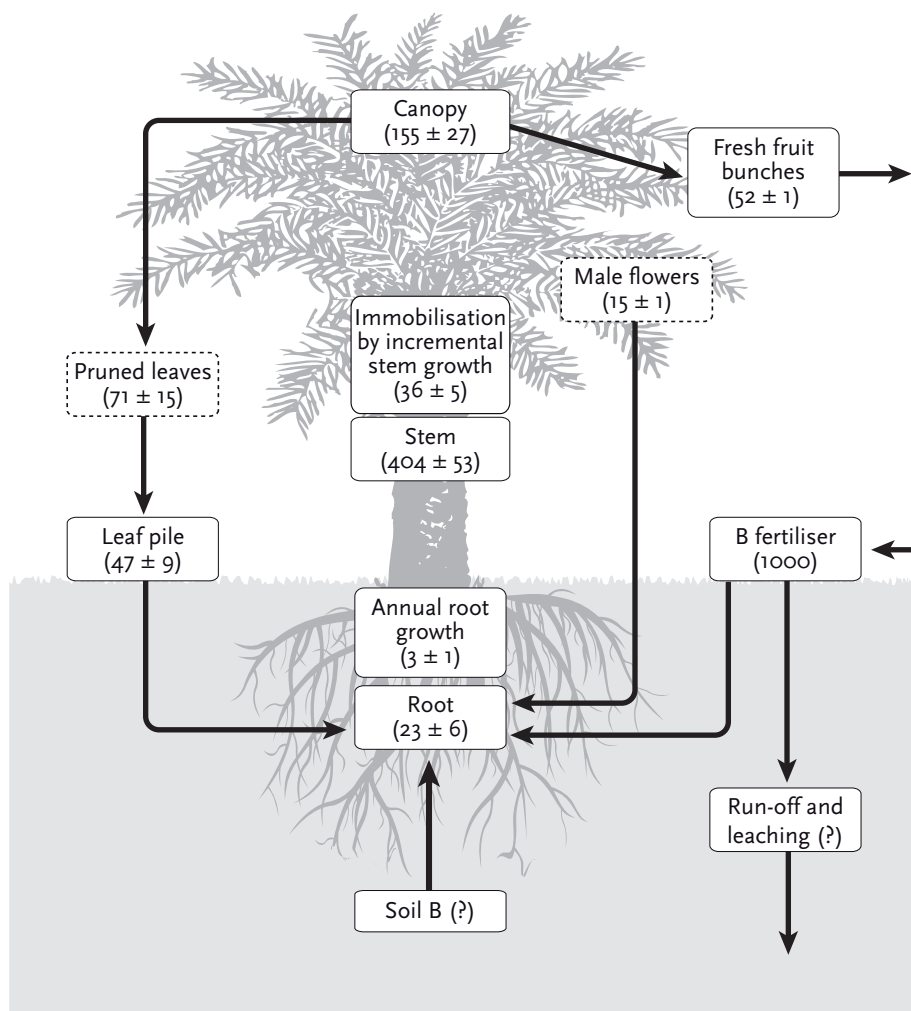 Canopy
(155 ± 27)
Fresh fruit
bunches
(52 ± 1)
Male flowers
(15 ± 1)
Immobilisation
by incremental
stem growth
(36 ± 5)
Pruned leaves
(71 ± 15)
Stem
(404 ± 53)
Leaf pile
(47 ± 9)
B fertiliser
(1000)
Annual root
growth
(3 ± 1)
Root
(23 ± 6)
Run-off and
leaching (?)
Soil B (?)